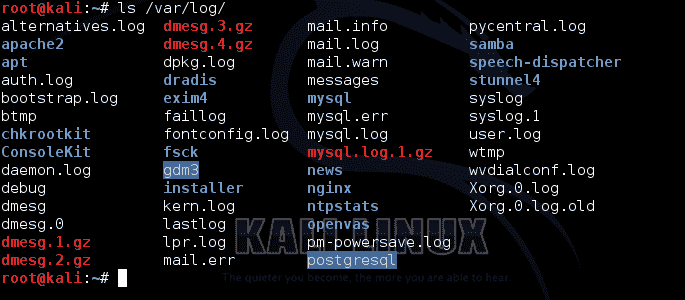 root@kali:~# ls /var/log/
alternatives.log dmesg.3.gz mail.info pycentral.log
apache2 dmesg.4.gz mail.log samba
apt dpkg.log mail.warn speech-dispatcher
auth.log dradis messages stunnel4
bootstrap.log exim4 mysql syslog
btmp faillog mysql.err syslog.1
chkrootkit fontconfig.log mysql.log user.log
ConsoleKit fsck mysql.log.1.gz wtmp
daemon.log gdm3 news wvdialconf.log
debug installer nginx Xorg.0.log
dmesg kern.log ntpstats Xorg.0.log.old
dmesg.0 lastlog openvas
dmesg.1.gz lpr.log pm-powersave.log
dmesg.2.gz mail.err postgresql
root@kali:~#
KALI LINUX
The quieter you become, the more you are able to hear.